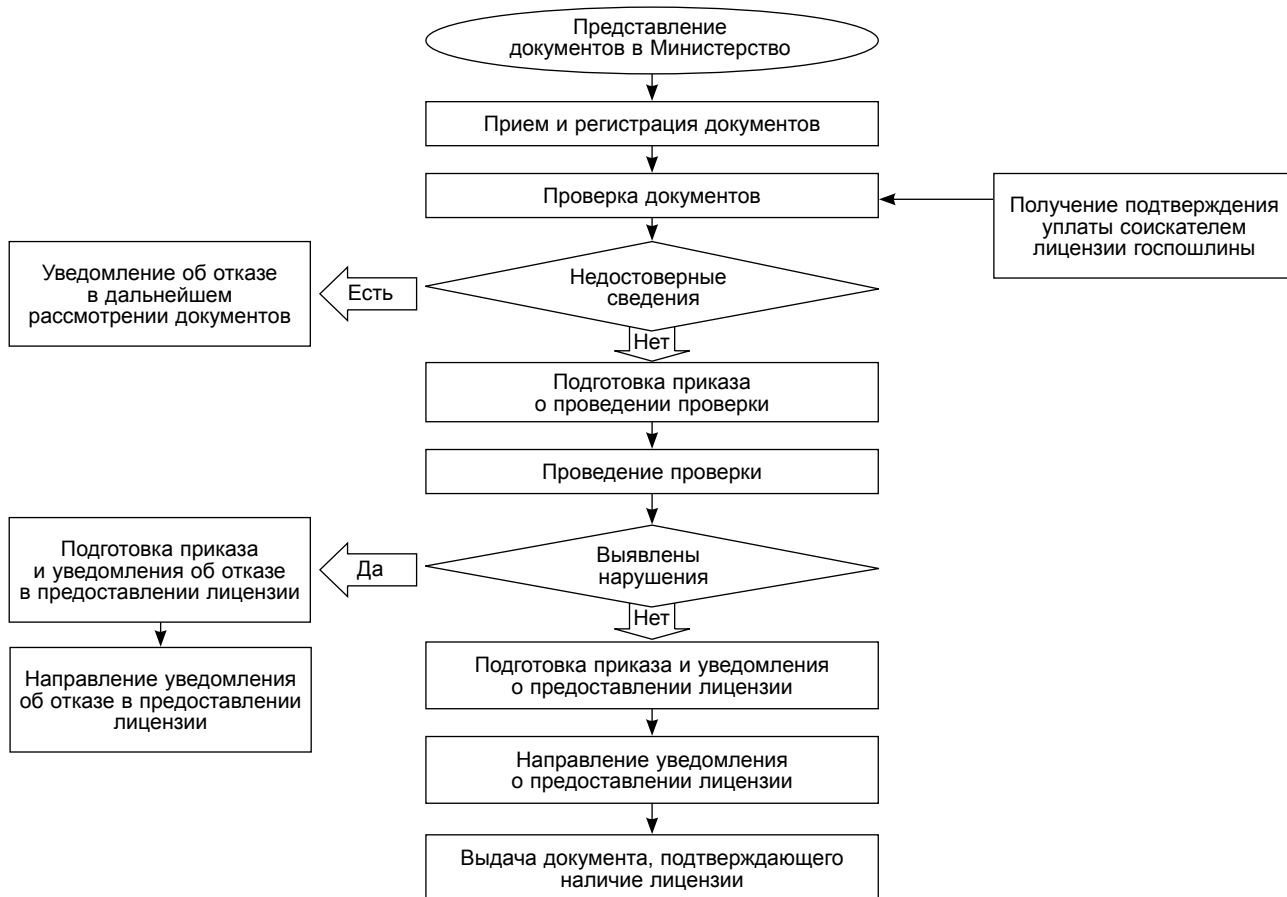 Представление
документов в Министерство
Прием и регистрация документов
Проверка документов
Получение подтверждения
уплаты соискателем
лицензии госпошлины
Недостоверные
сведения
Есть
Уведомление об отказе
в дальнейшем
рассмотрении документов
Нет
Подготовка приказа
о проведении проверки
Проведение проверки
Выявлены
нарушения
Да
Подготовка приказа
и уведомления об отказе
в предоставлении лицензии
Направление уведомления
об отказе в предоставлении
лицензии
Нет
Подготовка приказа и уведомления
о предоставлении лицензии
Направление уведомления
о предоставлении лицензии
Выдача документа, подтверждающего
наличие лицензии